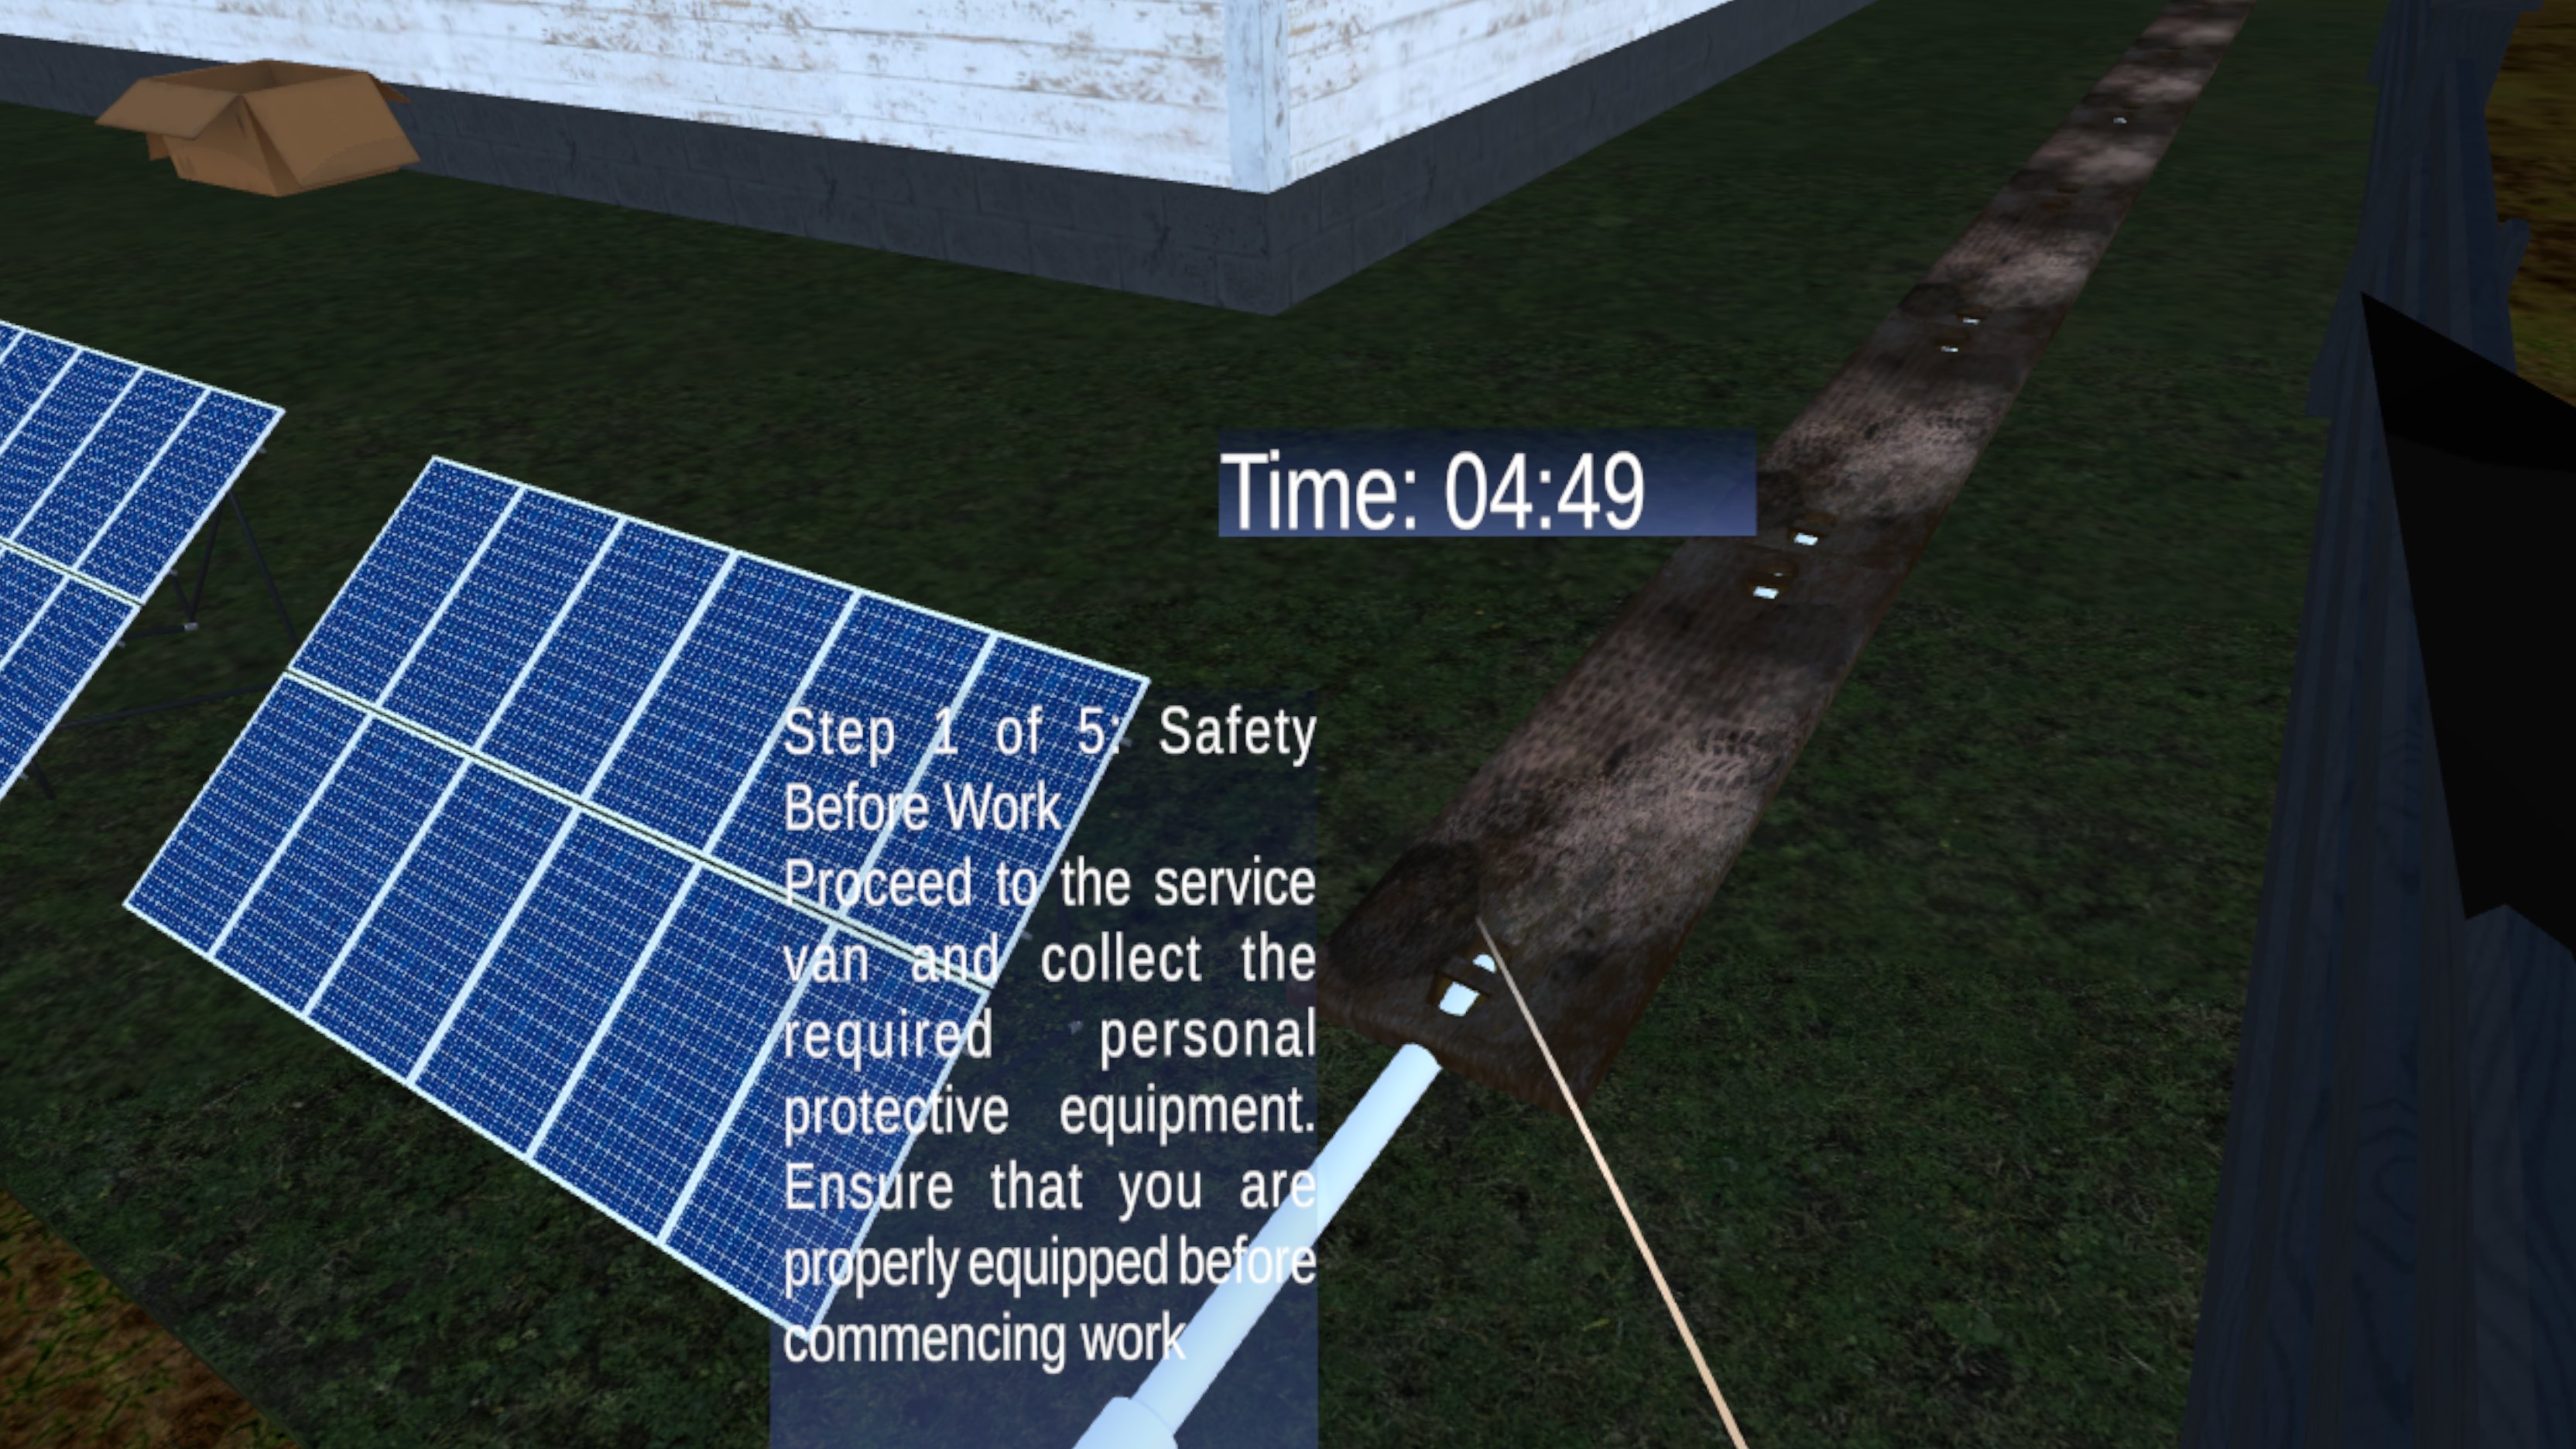 Time: 04:49
Step 1 of 5: Safety
Before Work
Proceed to the service
van and collect the
required personal
protective equipment.
Ensure that you are
properly equipped before
commencing work